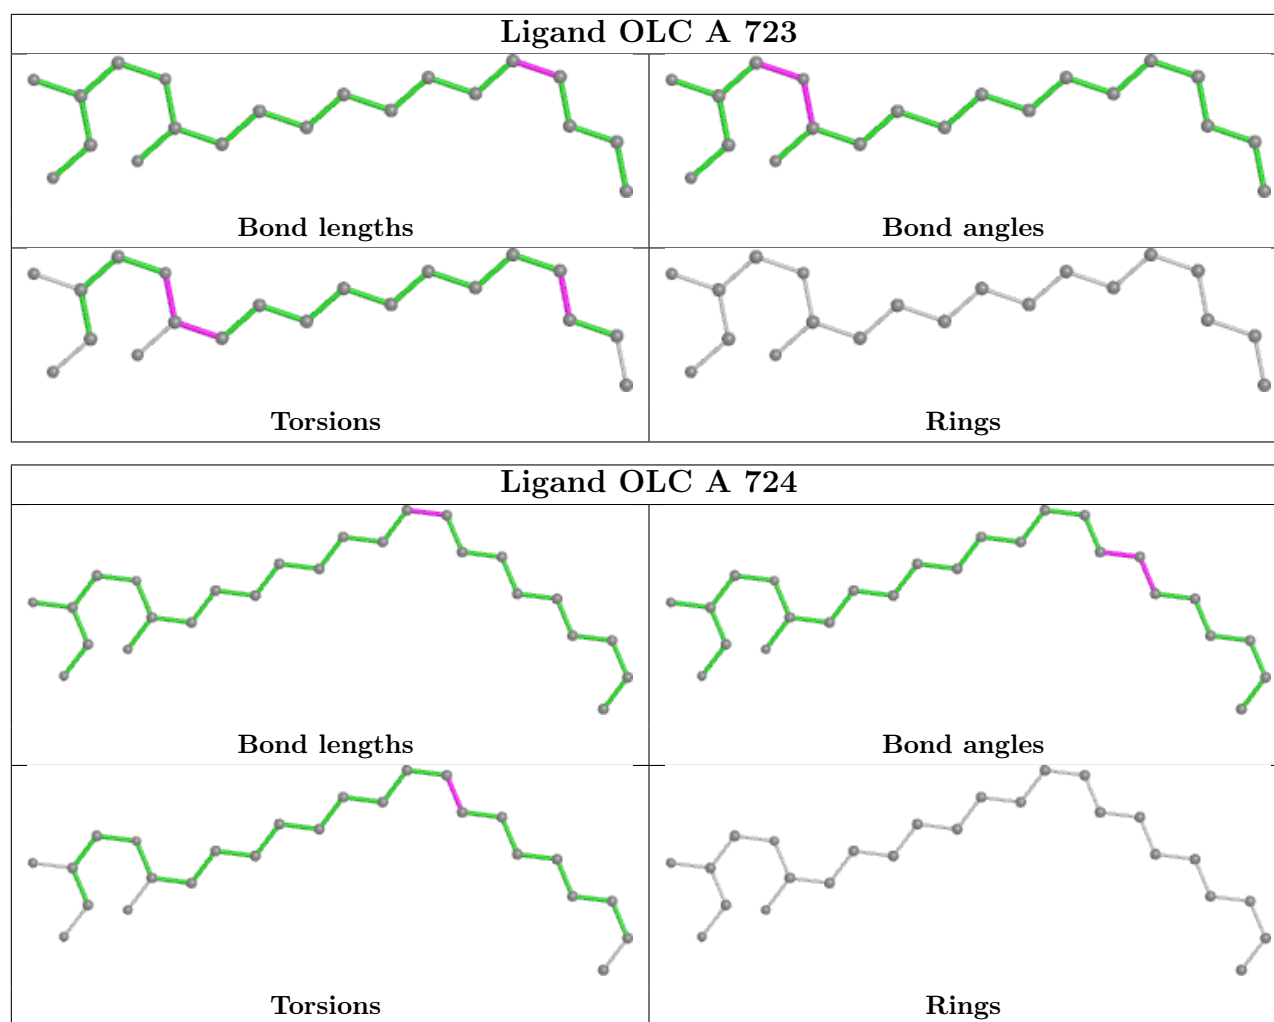 Ligand OLC A 723
Bond lengths
Bond angles
Torsions
Rings
Ligand OLC A 724
Bond lengths
Bond angles
Torsions
Rings